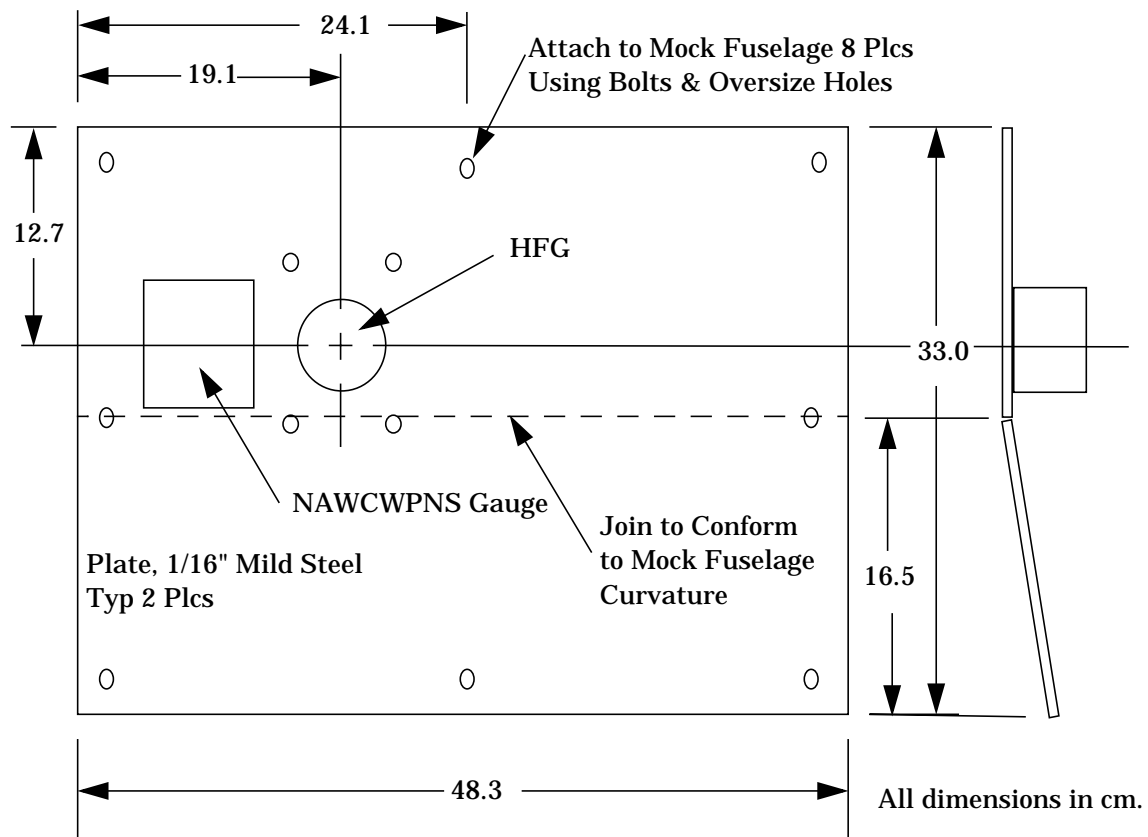 24.1
Attach to Mock Fuselage 8 Plcs
Using Bolts & Oversize Holes
19.1
12.7
HFG
33.0
NAWCWPNS Gauge
Join to Conform
to Mock Fuselage
Curvature
Plate, 1/16" Mild Steel
Typ 2 Plcs
16.5
48.3
All dimensions in cm.